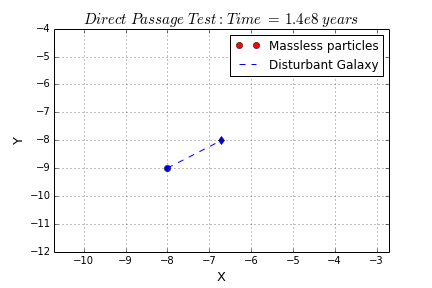 Direct Passage Test: Time = 1.4e8 years
Massless particles
Disturbant Galaxy
Y
−4
−5
−6
−7
−8
−9
−10
−11
−12
−10 −9 −8 −7 −6 −5 −4 −3
X